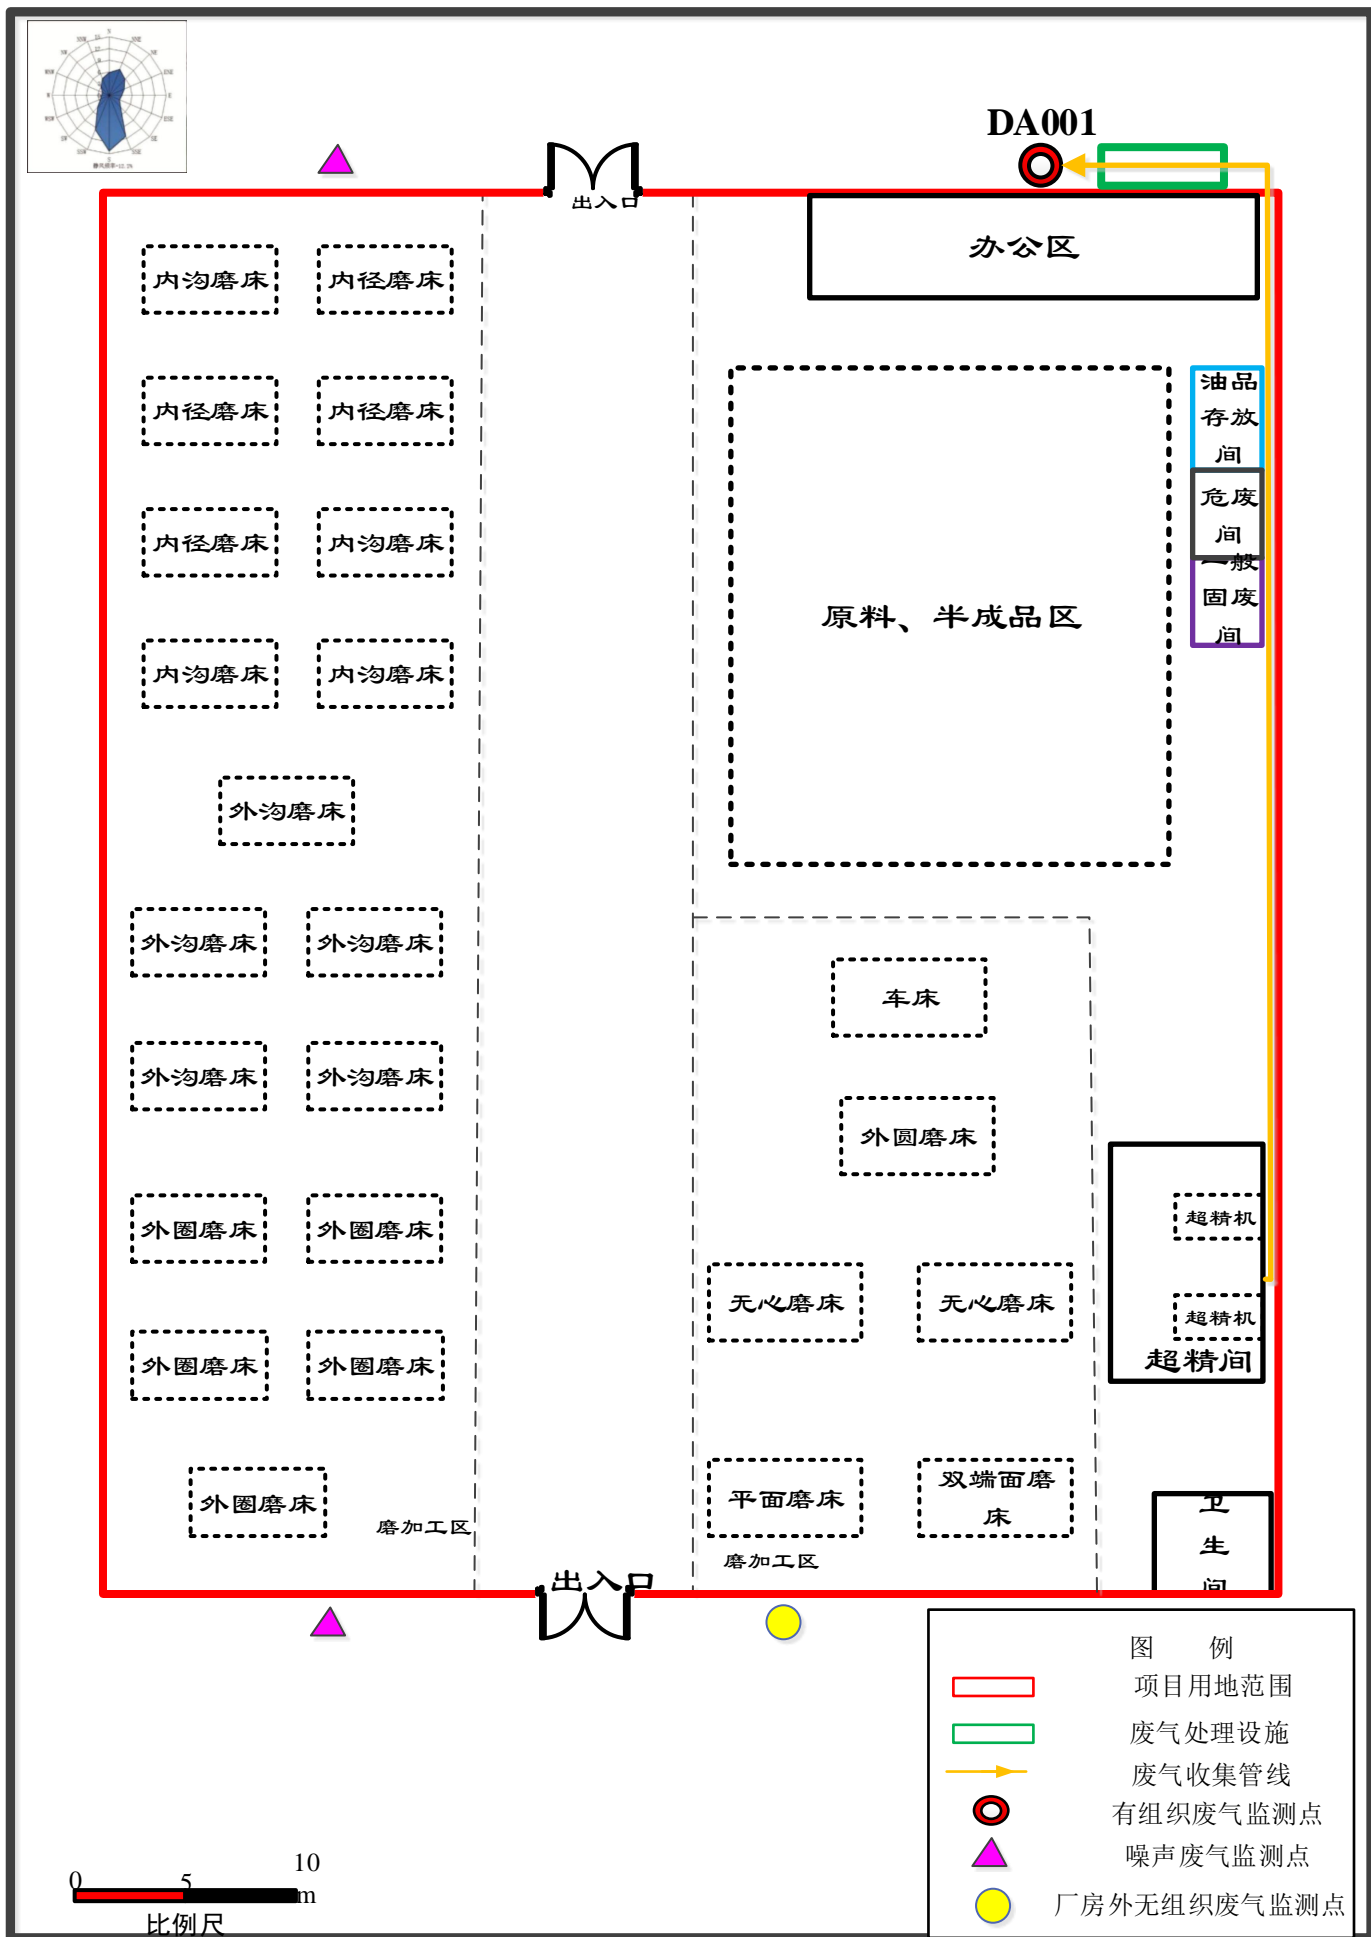 N
DA001
出入口
办公区
内沟磨床
内径磨床
内径磨床
内径磨床
油品
存放
间
危废
间
内径磨床
内沟磨床
一般
固废
间
原料、半成品区
内沟磨床
内沟磨床
外沟磨床
外沟磨床
外沟磨床
车床
外沟磨床
外沟磨床
外圆磨床
外圈磨床
外圈磨床
超精机
无心磨床
无心磨床
超精机
超精间
外圈磨床
外圈磨床
外圈磨床
磨加工区
平面磨床
双端面磨
床
磨加工区
卫
生
间
出入口
图 例
项目用地范围
废气处理设施
废气收集管线
有组织废气监测点
噪声废气监测点
厂房外无组织废气监测点
0 5 10
m
比例尺